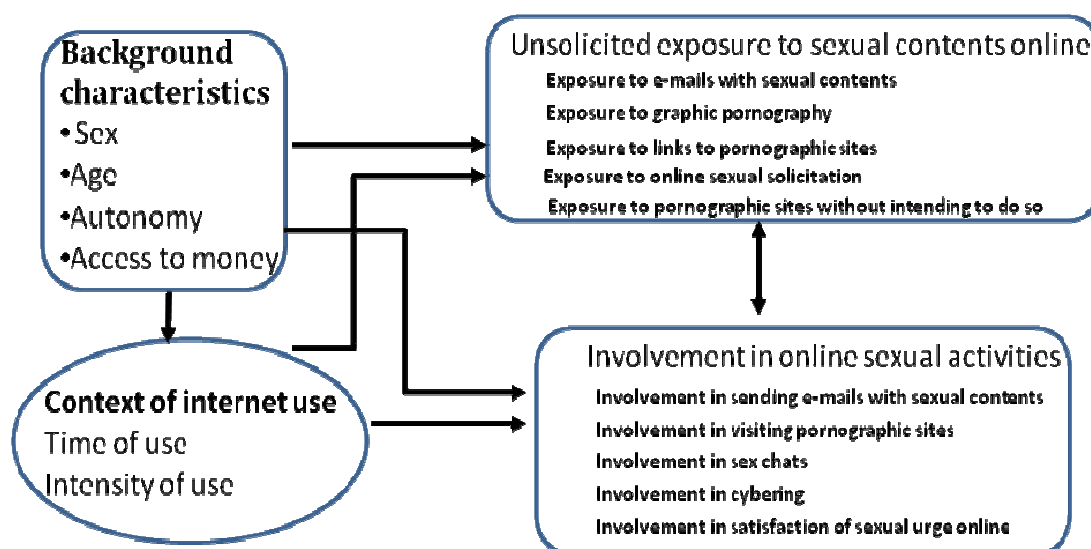 Background
characteristics
•Sex
•Age
•Autonomy
•Access to money
Unsolicited exposure to sexual contents online
Exposure to e-mails with sexual contents
Exposure to graphic pornography
Exposure to links to pornographic sites
Exposure to online sexual solicitation
Exposure to pornographic sites without intending to do so
Context of internet use
Time of use
Intensity of use
Involvement in online sexual activities
Involvement in sending e-mails with sexual contents
Involvement in visiting pornographic sites
Involvement in sex chats
Involvement in cybering
Involvement in satisfaction of sexual urge online